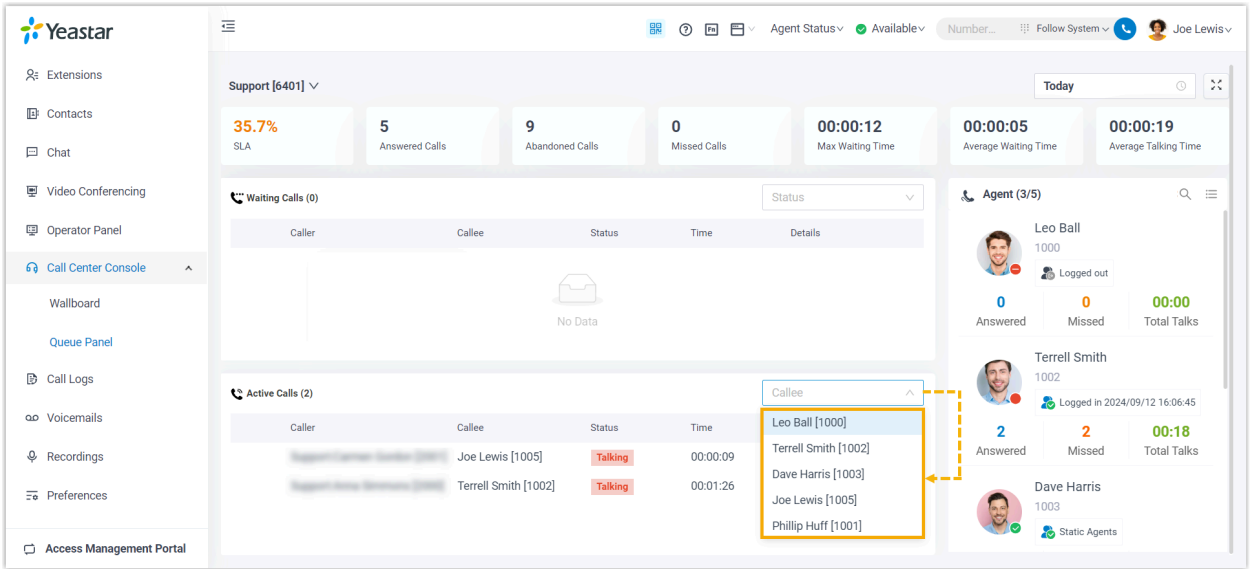 Yeastar
Fn
Agent Status
Available
Number...
Follow System
Joe Lewis
Extensions
Contacts
Chat
Video Conferencing
Operator Panel
Call Center Console
Wallboard
Queue Panel
Call Logs
Voicemails
Recordings
Preferences
Access Management Portal
Support [6401]
Today
35.7%
SLA
5
Answered Calls
9
Abandoned Calls
0
Missed Calls
00:00:12
Max Waiting Time
00:00:05
Average Waiting Time
00:00:19
Average Talking Time
Waiting Calls (0)
Status
Caller Callee Status Time Details
No Data
Active Calls (2)
Callee
Caller Callee Status Time
Joe Lewis [1005] Talking 00:00:09
Terrell Smith [1002] Talking 00:01:26
Leo Ball [1000]
Terrell Smith [1002]
Dave Harris [1003]
Joe Lewis [1005]
Phillip Huff [1001]
Agent (3/5)
Leo Ball
1000
Logged out
0 0 00:00
Answered Missed Total Talks
Terrell Smith
1002
Logged in 2024/09/12 16:06:45
2 2 00:18
Answered Missed Total Talks
Dave Harris
1003
Static Agents